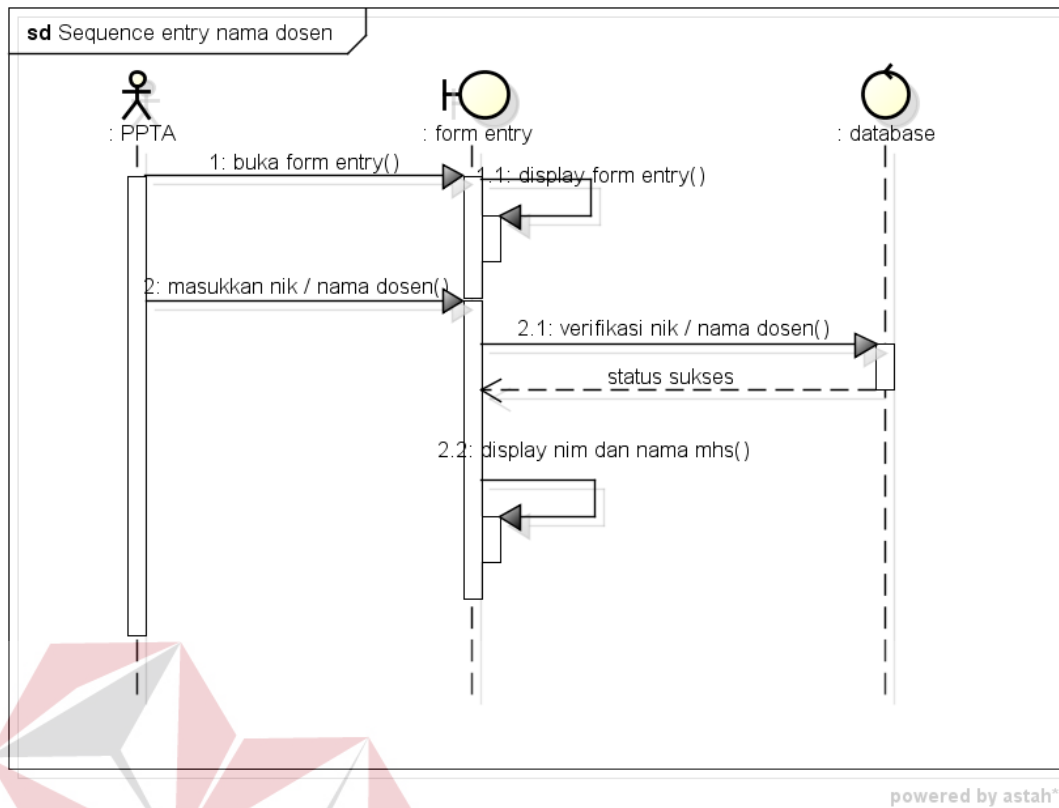 sd Sequence entry nama dosen
: PPTA
: form entry
: database
1: buka form entry()
1.1: display form entry()
2: masukkan nik / nama dosen()
2.1: verifikasi nik / nama dosen()
status sukses
2.2: display nim dan nama mhs()
powered by astah*